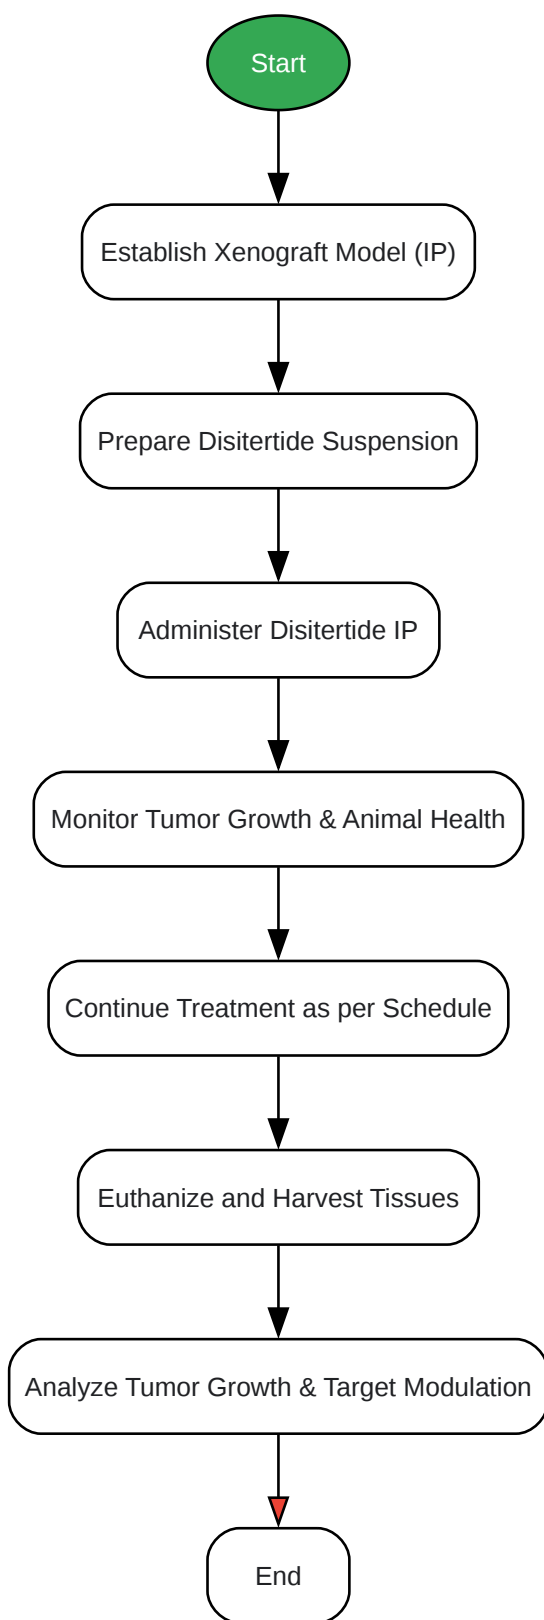 Start
Establish Xenograft Model (IP)
Prepare Disitertide Suspension
Administer Disitertide IP
Monitor Tumor Growth & Animal Health
Continue Treatment as per Schedule
Euthanize and Harvest Tissues
Analyze Tumor Growth & Target Modulation
End